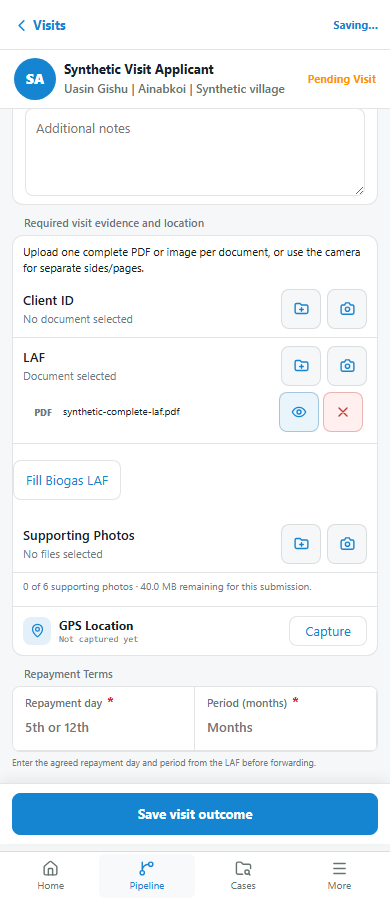 Visits
Saving...
SA
Synthetic Visit Applicant
Uasin Gishu | Ainabkoi | Synthetic village
Pending Visit
Additional notes
Required visit evidence and location
Upload one complete PDF or image per document, or use the camera
for separate sides/pages.
Client ID
No document selected
LAF
Document selected
PDF synthetic-complete-laf.pdf
Fill Biogas LAF
Supporting Photos
No files selected
0 of 6 supporting photos · 40.0 MB remaining for this submission.
GPS Location
Not captured yet
Capture
Repayment Terms
Repayment day *
5th or 12th
Period (months) *
Months
Enter the agreed repayment day and period from the LAF before forwarding.
Save visit outcome
Home
Pipeline
Cases
More